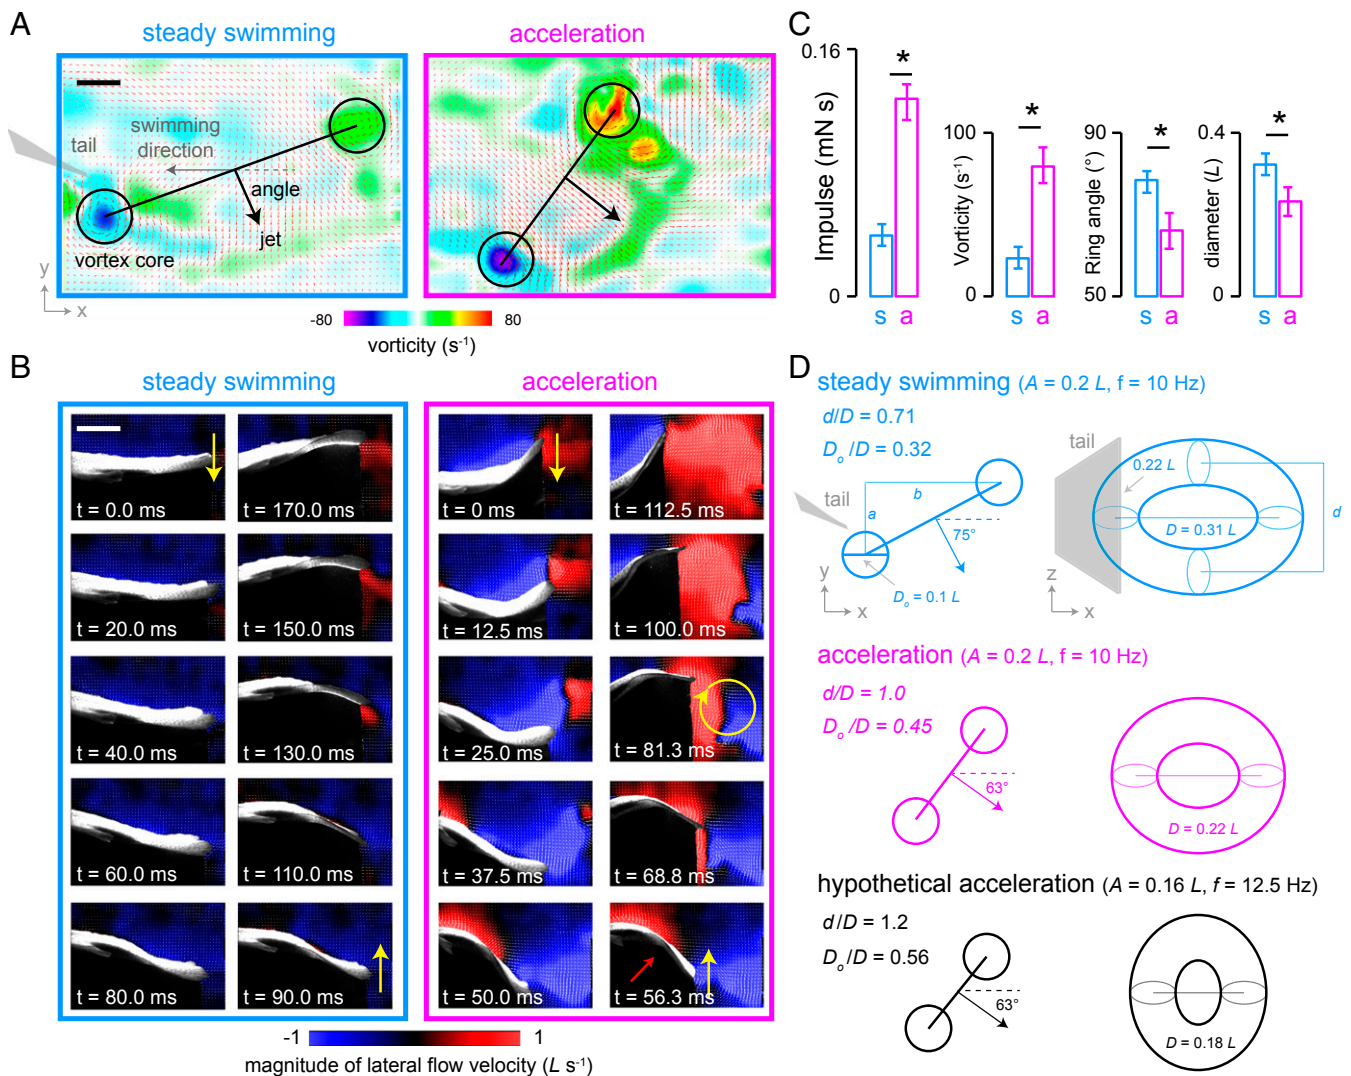 A
steady swimming
acceleration
swimming
direction
tail
angle
jet
vortex core
y
x
-80
80
vorticity (s⁻¹)
B
steady swimming
acceleration
t = 0.0 ms
t = 170.0 ms
t = 0 ms
t = 112.5 ms
t = 20.0 ms
t = 150.0 ms
t = 12.5 ms
t = 100.0 ms
t = 40.0 ms
t = 130.0 ms
t = 25.0 ms
t = 81.3 ms
t = 60.0 ms
t = 110.0 ms
t = 37.5 ms
t = 68.8 ms
t = 80.0 ms
t = 90.0 ms
t = 50.0 ms
t = 56.3 ms
-1
1
magnitude of lateral flow velocity (L s⁻¹)
C
0.16
Impulse (mN s)
0
*
s a
100
Vorticity (s⁻¹)
0
*
s a
90
Ring angle (°)
50
*
s a
0.4
diameter (L)
0
*
s a
D
steady swimming (A = 0.2 L, f = 10 Hz)
d/D = 0.71
Dₒ/D = 0.32
tail
a
b
75°
Dₒ = 0.1 L
y
x
tail
0.22 L
D = 0.31 L
d
z
x
acceleration (A = 0.2 L, f = 10 Hz)
d/D = 1.0
Dₒ/D = 0.45
63°
D = 0.22 L
hypothetical acceleration (A = 0.16 L, f = 12.5 Hz)
d/D = 1.2
Dₒ/D = 0.56
63°
D = 0.18 L